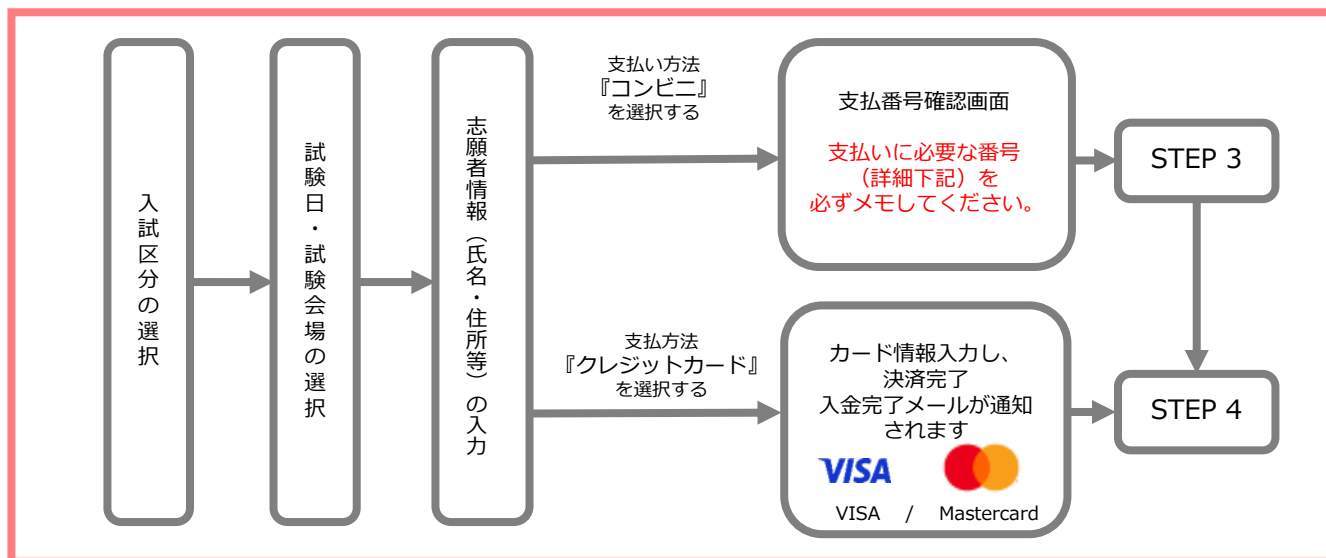 入試区分の選択
試験日・試験会場の選択
志願者情報（氏名・住所等）の入力
支払い方法
『コンビニ』
を選択する
支払番号確認画面
支払いに必要な番号
（詳細下記）を
必ずメモしてください。
STEP 3
支払方法
『クレジットカード』
を選択する
カード情報入力し、
決済完了
入金完了メールが通知
されます
VISA
VISA / Mastercard
STEP 4